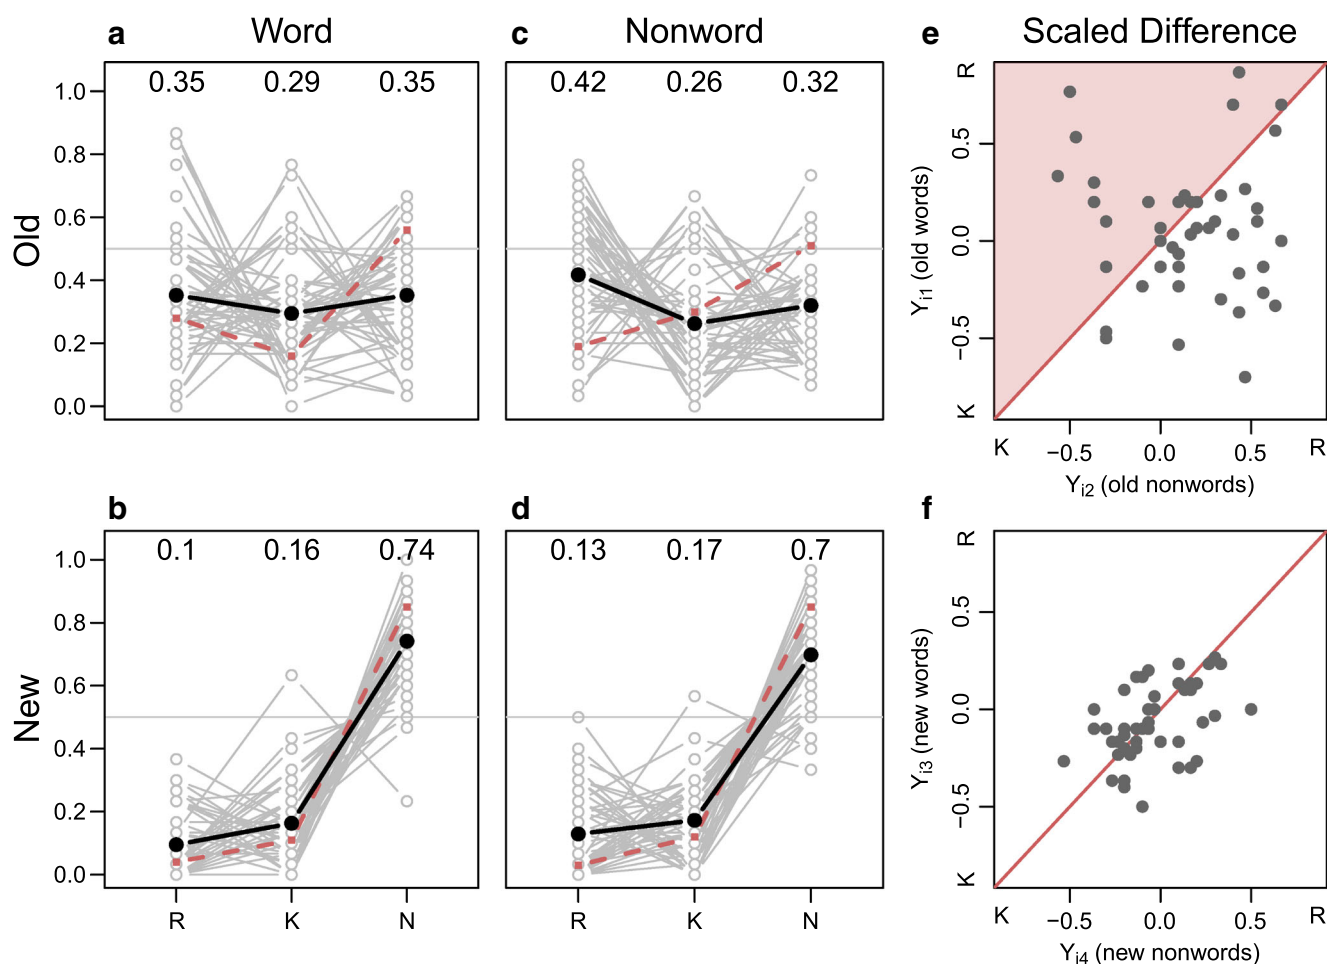 a Word c Nonword e Scaled Difference
Old
0.35 0.29 0.35
1.0
0.8
0.6
0.4
0.2
0.0
0.42 0.26 0.32
Yi1 (old words)
R
0.5
0.0
−0.5
K
K −0.5 0.0 0.5 R
Yi2 (old nonwords)
b d f
New
0.1 0.16 0.74
1.0
0.8
0.6
0.4
0.2
0.0
R K N
0.13 0.17 0.7
R K N
Yi3 (new words)
R
0.5
0.0
−0.5
K
K −0.5 0.0 0.5 R
Yi4 (new nonwords)